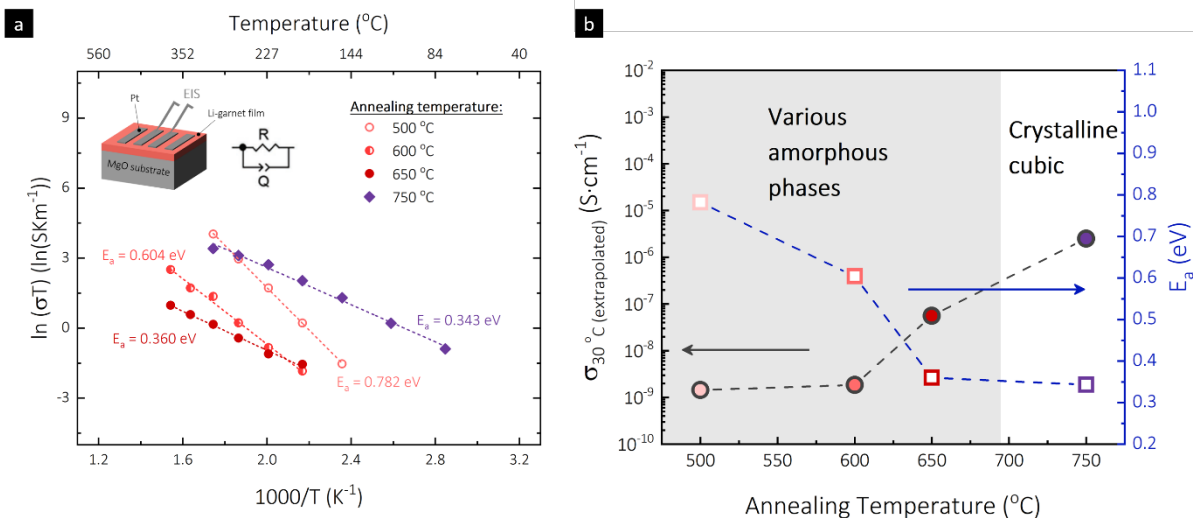 a
Temperature (°C)
560 352 227 144 84 40
ln (σT) (ln(SKm⁻¹))
9
6
3
0
-3
1.2 1.6 2.0 2.4 2.8 3.2
1000/T (K⁻¹)
Pt
EIS
Li-garnet film
MgO substrate
R
Q
Annealing temperature:
500 °C
600 °C
650 °C
750 °C
Eₐ = 0.604 eV
Eₐ = 0.360 eV
Eₐ = 0.343 eV
Eₐ = 0.782 eV
b
σ30 °C (extrapolated) (S·cm⁻¹)
10⁻²
10⁻³
10⁻⁴
10⁻⁵
10⁻⁶
10⁻⁷
10⁻⁸
10⁻⁹
10⁻¹⁰
Various
amorphous
phases
Crystalline
cubic
1.1
1.0
0.9
0.8
0.7
0.6
0.5
0.4
0.3
0.2
Eₐ (eV)
500 550 600 650 700 750
Annealing Temperature (°C)